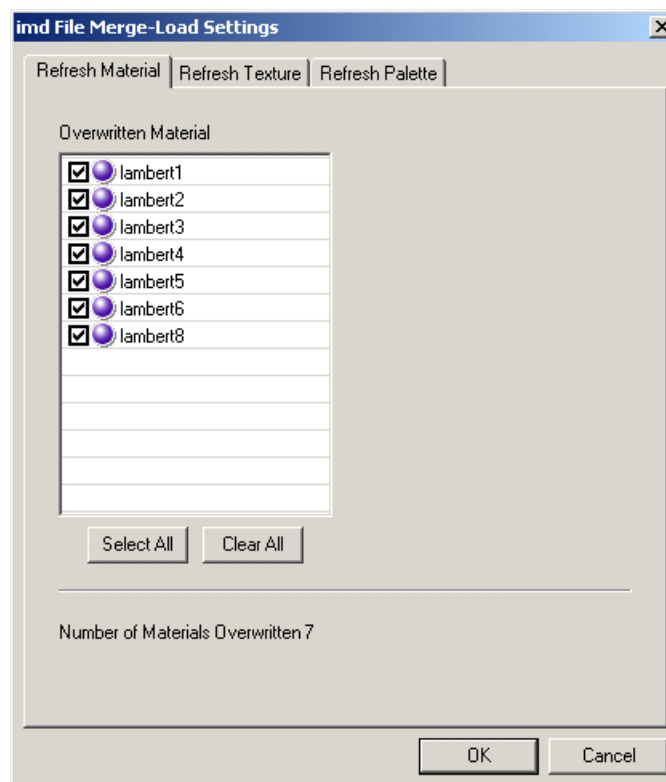 imd File Merge-Load Settings
Refresh Material Refresh Texture Refresh Palette
Overwritten Material
lambert1
lambert2
lambert3
lambert4
lambert5
lambert6
lambert8
Select All Clear All
Number of Materials Overwritten 7
OK Cancel